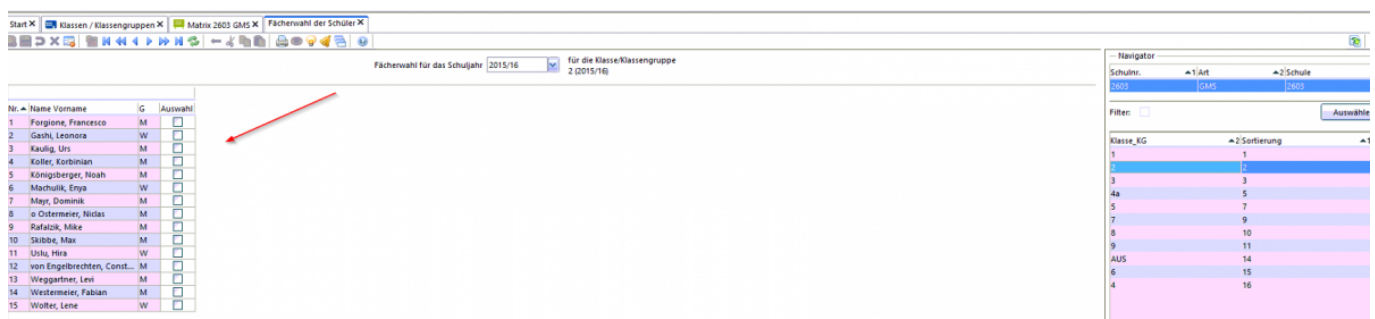 Start Klassen / Klassengruppen Matrix 2603 GMS Fächerwahl der Schüler
Fächerwahl für das Schuljahr 2015/16 für die Klasse/Klassengruppe
2 (2015/16)
Nr. Name Vorname G Auswahl
1 Forgione, Francesco M
2 Gashi, Leonora W
3 Kaulig, Urs M
4 Koller, Korbinian M
5 Königsberger, Noah M
6 Machulik, Enya W
7 Mayr, Dominik M
8 o Ostermeier, Niclas M
9 Rafalzik, Mike M
10 Skibbe, Max M
11 Uslu, Hira W
12 von Engelbrechten, Const... M
13 Weggartner, Levi M
14 Westermeier, Fabian M
15 Wolter, Lene W
Navigator
Schulnr. 1 Art 2 Schule
2603 GMS 2603
Filter: Auswähle
Klasse_KG 2 Sortierung 1
1 1
2 2
3 3
4a 5
5 7
7 9
8 10
9 11
AUS 14
6 15
4 16